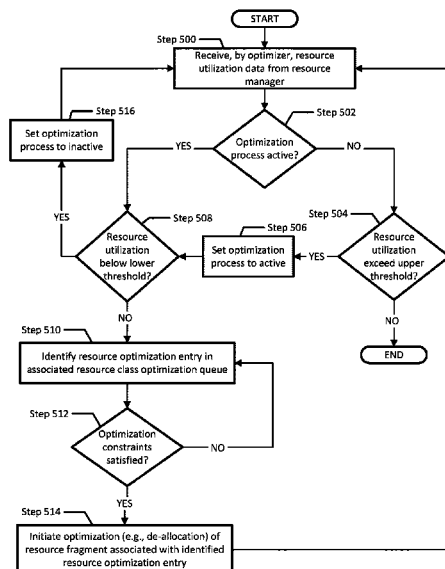 START
Step 500
Receive, by optimizer, resource
utilization data from resource
manager
Step 516
Set optimization
process to inactive
Step 502
Optimization
process active?
YES
NO
YES
Step 508
Resource
utilization
below lower
threshold?
Step 506
Set optimization
process to active
YES
Step 504
Resource
utilization
exceed upper
threshold?
NO
NO
END
Step 510
Identify resource optimization entry in
associated resource class optimization queue
Step 512
Optimization
constraints
satisfied?
NO
YES
Step 514
Initiate optimization (e.g., de-allocation) of
resource fragment associated with identified
resource optimization entry